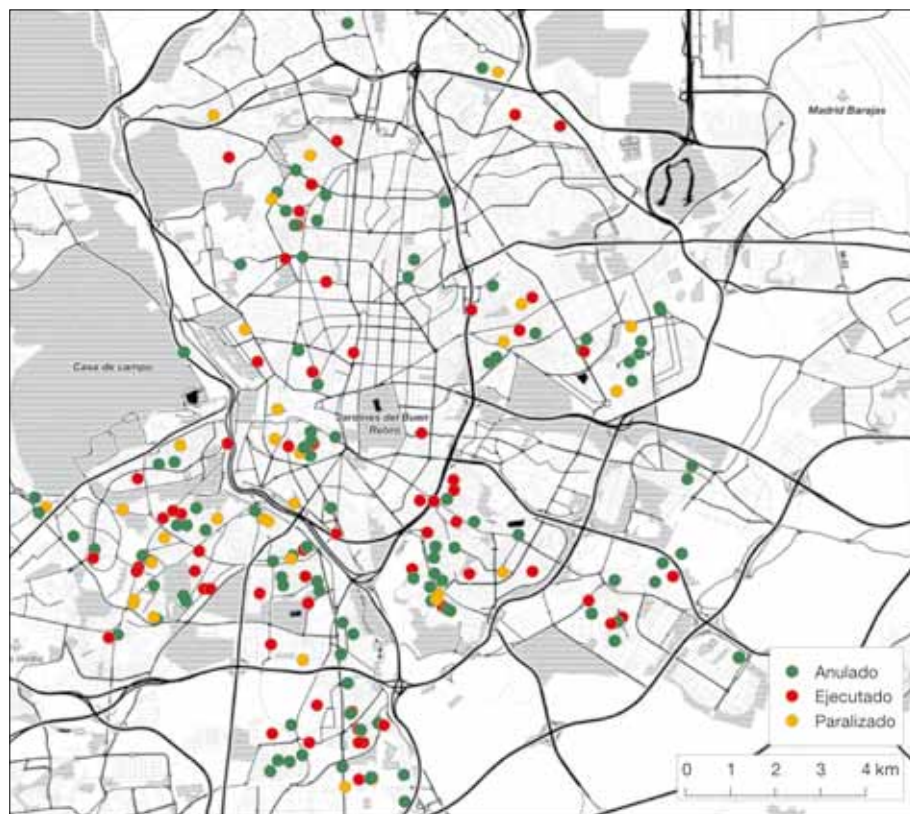 Madrid Barajas
Casa de campo
Jardines del Buen
Retiro
Anulado
Ejecutado
Paralizado
0 1 2 3 4 km